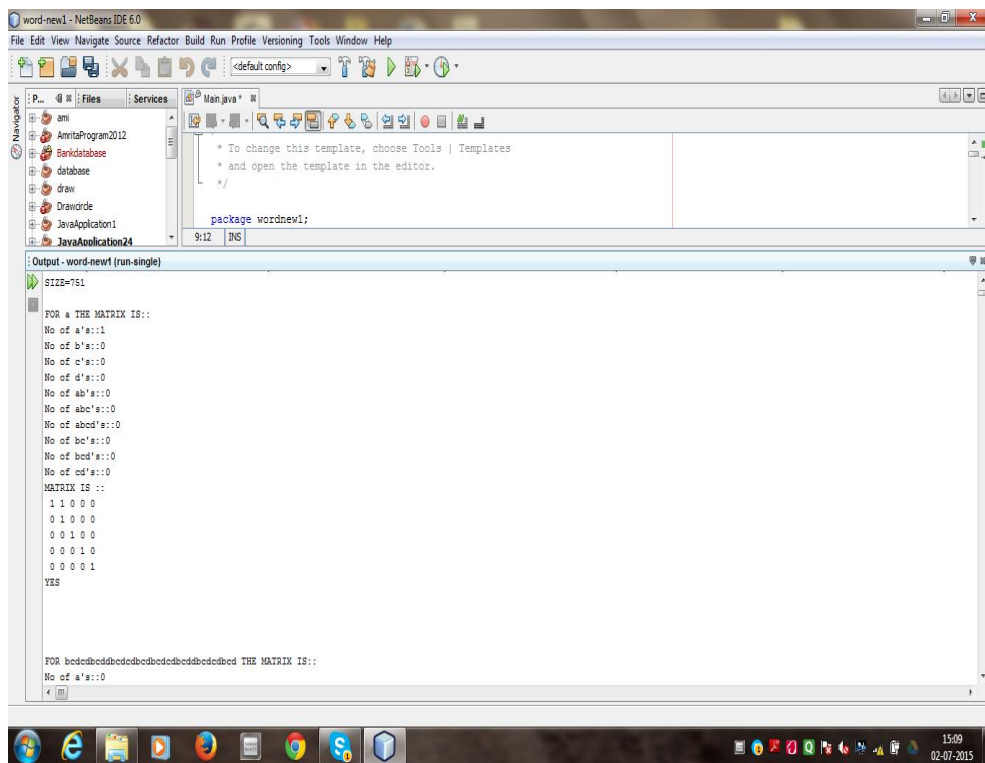 word-new1 - NetBeans IDE 6.0
File Edit View Navigate Source Refactor Build Run Profile Versioning Tools Window Help
<default config>
P... Files Services
Main.java *
Navigator
ami
AmritaProgram2012
Bankdatabase
database
draw
Drawcircle
JavaApplication1
JavaApplication24
* To change this template, choose Tools | Templates
* and open the template in the editor.
*/
package wordnew1;
9:12 INS
Output - word-new1 (run-single)
SIZE=751
FOR a THE MATRIX IS::
No of a's::1
No of b's::0
No of c's::0
No of d's::0
No of ab's::0
No of abc's::0
No of abcd's::0
No of bc's::0
No of bcd's::0
No of cd's::0
MATRIX IS ::
1 1 0 0 0
0 1 0 0 0
0 0 1 0 0
0 0 0 1 0
0 0 0 0 1
YES
FOR THE MATRIX IS::
No of a's::0
15:09
02-07-2015